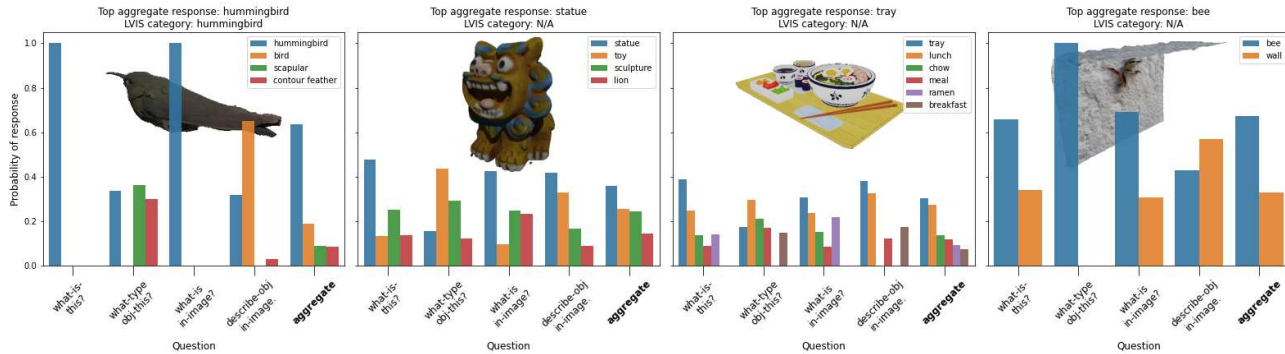 Top aggregate response: hummingbird
LVIS category: hummingbird
Top aggregate response: statue
LVIS category: N/A
Top aggregate response: tray
LVIS category: N/A
Top aggregate response: bee
LVIS category: N/A
Probability of response
1.0
0.8
0.6
0.4
0.2
0.0
hummingbird
bird
scapular
contour feather
what-is-
this?
what-type
obj-this?
what-is
in-image?
describe-obj
in-image.
aggregate
Question
statue
toy
sculpture
lion
what-is-
this?
what-type
obj-this?
what-is
in-image?
describe-obj
in-image.
aggregate
Question
tray
lunch
chow
meal
ramen
breakfast
what-is-
this?
what-type
obj-this?
what-is
in-image?
describe-obj
in-image.
aggregate
Question
bee
wall
what-is-
this?
what-type
obj-this?
what-is
in-image?
describe-obj
in-image.
aggregate
Question